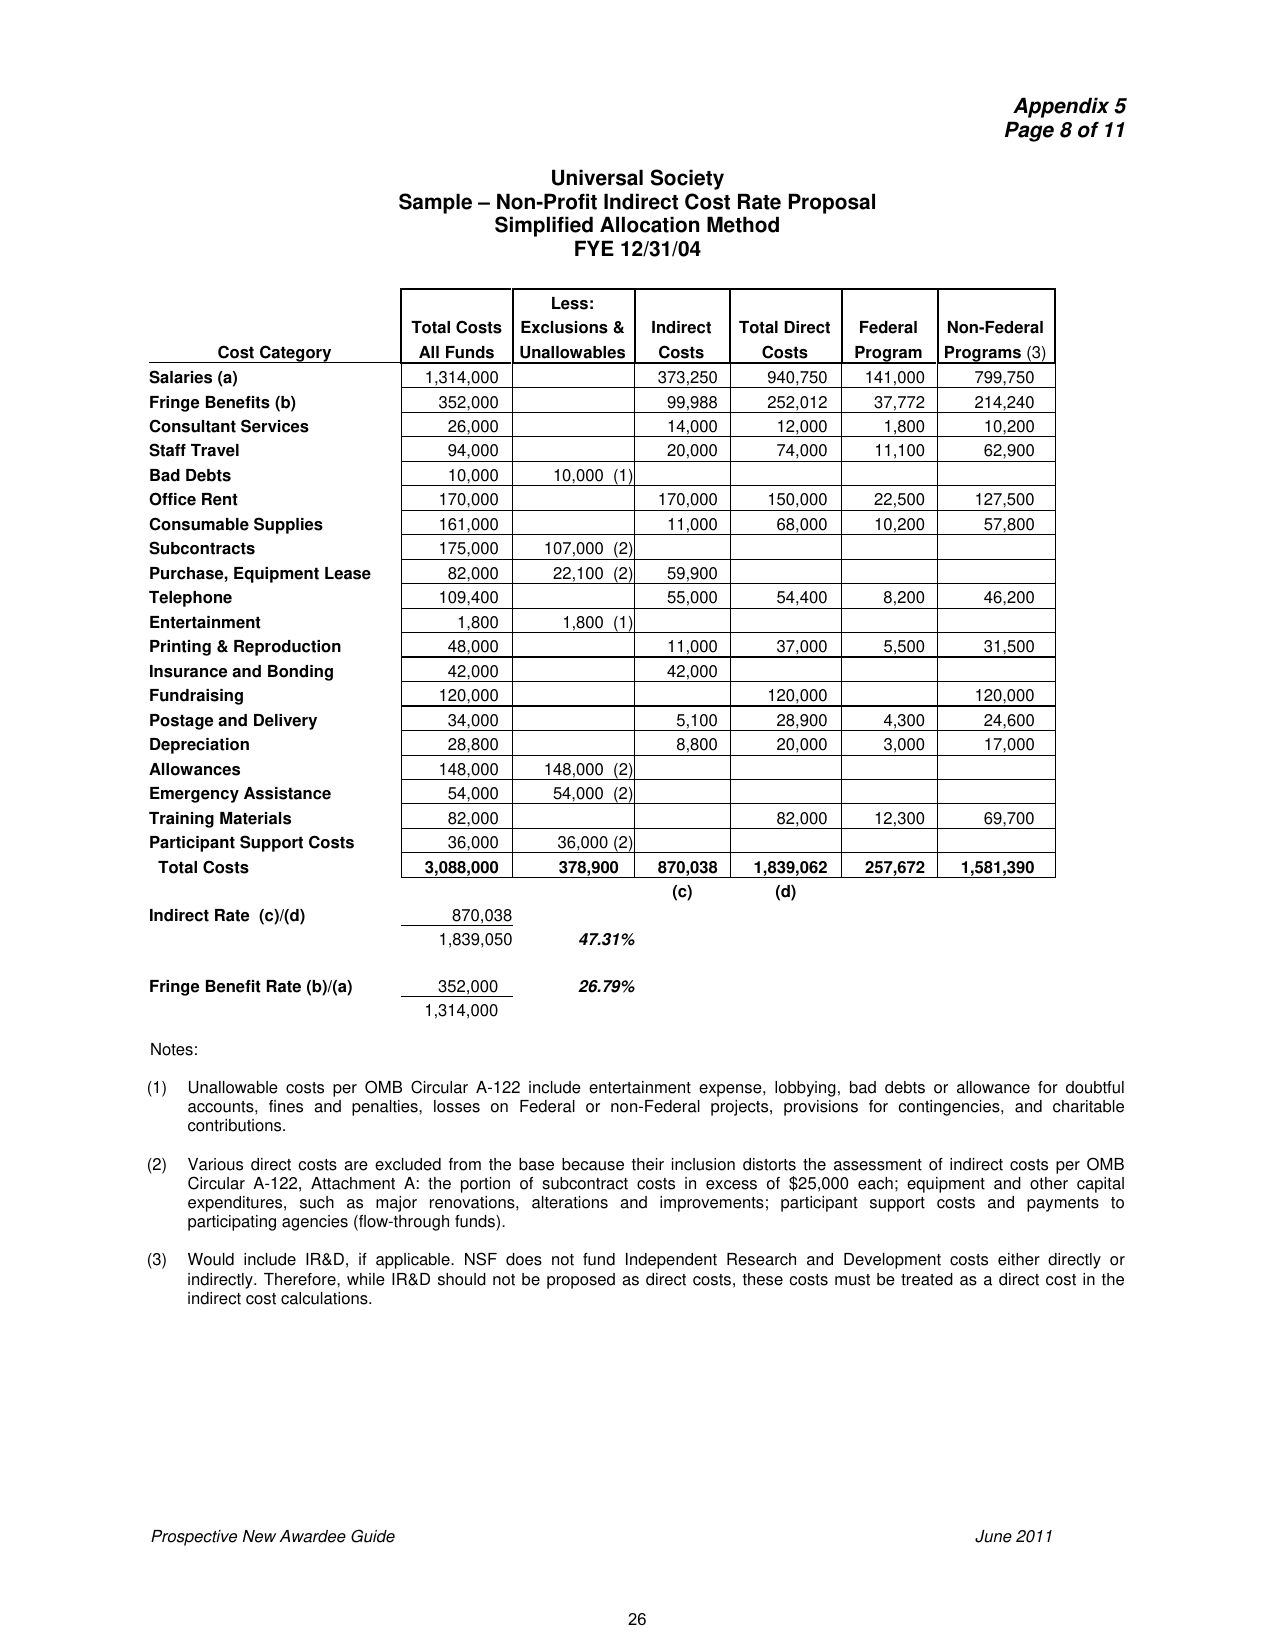 Appendix 5
Page 8 of 11
Universal Society
Sample – Non-Profit Indirect Cost Rate Proposal
Simplified Allocation Method
FYE 12/31/04
Less:
Total Costs Exclusions & Indirect Total Direct Federal Non-Federal
Cost Category All Funds Unallowables Costs Costs Program Programs (3)
Salaries (a) 1,314,000 373,250 940,750 141,000 799,750
Fringe Benefits (b) 352,000 99,988 252,012 37,772 214,240
Consultant Services 26,000 14,000 12,000 1,800 10,200
Staff Travel 94,000 20,000 74,000 11,100 62,900
Bad Debts 10,000 10,000 (1)
Office Rent 170,000 170,000 150,000 22,500 127,500
Consumable Supplies 161,000 11,000 68,000 10,200 57,800
Subcontracts 175,000 107,000 (2)
Purchase, Equipment Lease 82,000 22,100 (2) 59,900
Telephone 109,400 55,000 54,400 8,200 46,200
Entertainment 1,800 1,800 (1)
Printing & Reproduction 48,000 11,000 37,000 5,500 31,500
Insurance and Bonding 42,000 42,000
Fundraising 120,000 120,000 120,000
Postage and Delivery 34,000 5,100 28,900 4,300 24,600
Depreciation 28,800 8,800 20,000 3,000 17,000
Allowances 148,000 148,000 (2)
Emergency Assistance 54,000 54,000 (2)
Training Materials 82,000 82,000 12,300 69,700
Participant Support Costs 36,000 36,000 (2)
Total Costs 3,088,000 378,900 870,038 1,839,062 257,672 1,581,390
(c) (d)
Indirect Rate (c)/(d) 870,038
1,839,050 47.31%
Fringe Benefit Rate (b)/(a) 352,000 26.79%
1,314,000
Notes:
(1) Unallowable costs per OMB Circular A-122 include entertainment expense, lobbying, bad debts or allowance for doubtful
accounts, fines and penalties, losses on Federal or non-Federal projects, provisions for contingencies, and charitable
contributions.
(2) Various direct costs are excluded from the base because their inclusion distorts the assessment of indirect costs per OMB
Circular A-122, Attachment A: the portion of subcontract costs in excess of $25,000 each; equipment and other capital
expenditures, such as major renovations, alterations and improvements; participant support costs and payments to
participating agencies (flow-through funds).
(3) Would include IR&D, if applicable. NSF does not fund Independent Research and Development costs either directly or
indirectly. Therefore, while IR&D should not be proposed as direct costs, these costs must be treated as a direct cost in the
indirect cost calculations.
Prospective New Awardee Guide June 2011
26